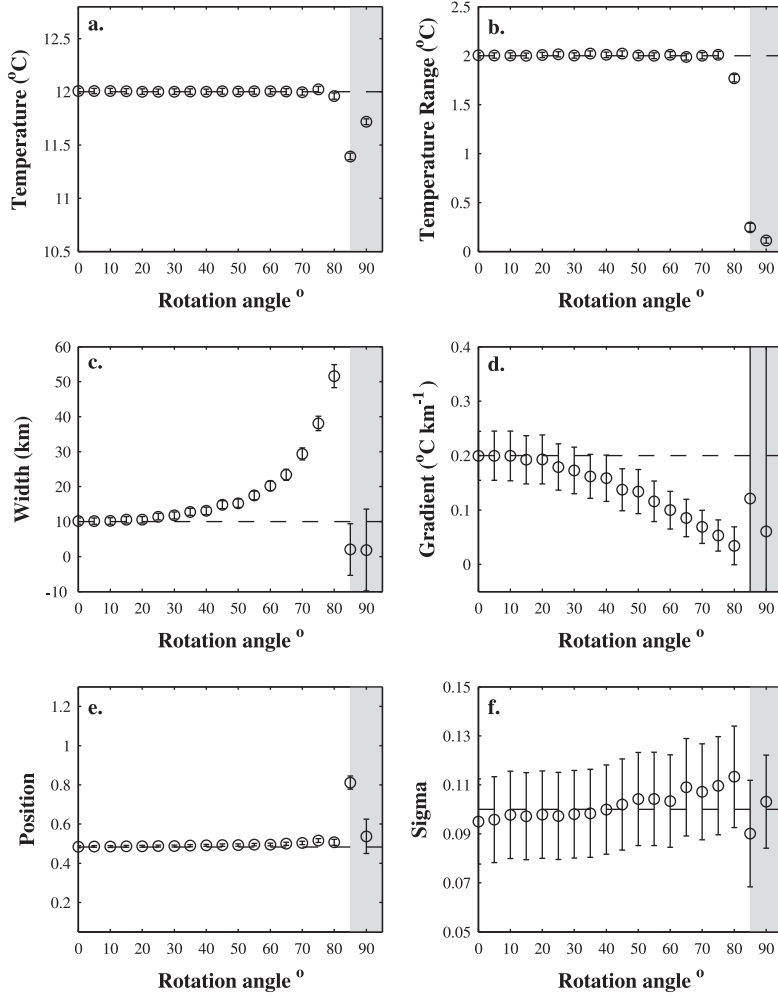 a.
Temperature (°C)
12.5
12
11.5
11
10.5
0 10 20 30 40 50 60 70 80 90
Rotation angle °
b.
Temperature Range (°C)
2.5
2
1.5
1
0.5
0
0 10 20 30 40 50 60 70 80 90
Rotation angle °
c.
Width (km)
60
50
40
30
20
10
0
-10
0 10 20 30 40 50 60 70 80 90
Rotation angle °
d.
Gradient (°C km⁻¹)
0.4
0.3
0.2
0.1
0
0 10 20 30 40 50 60 70 80 90
Rotation angle °
e.
Position
1.2
1
0.8
0.6
0.4
0.2
0 10 20 30 40 50 60 70 80 90
Rotation angle °
f.
Sigma
0.15
0.13
0.11
0.09
0.07
0.05
0 10 20 30 40 50 60 70 80 90
Rotation angle °